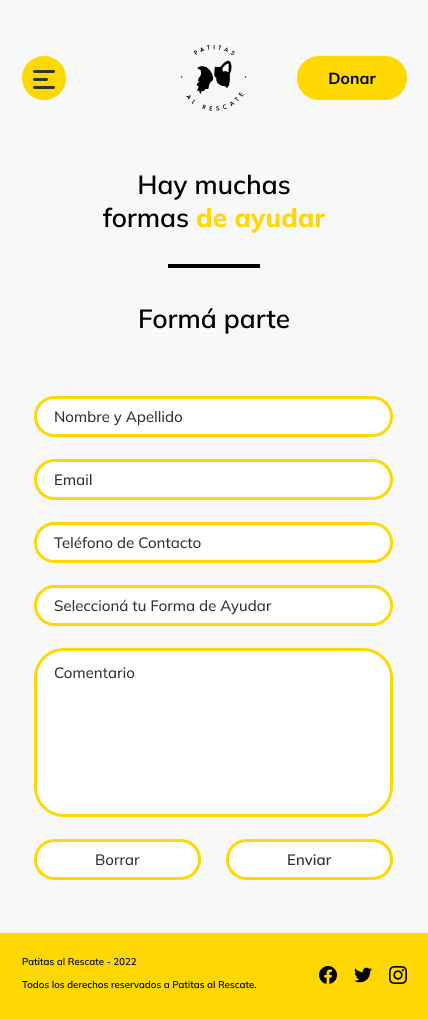 PATITAS
AL RESCATE
Donar
Hay muchas
formas de ayudar
Formá parte
Nombre y Apellido
Email
Teléfono de Contacto
Seleccioná tu Forma de Ayudar
Comentario
Borrar
Enviar
Patitas al Rescate - 2022
Todos los derechos reservados a Patitas al Rescate.